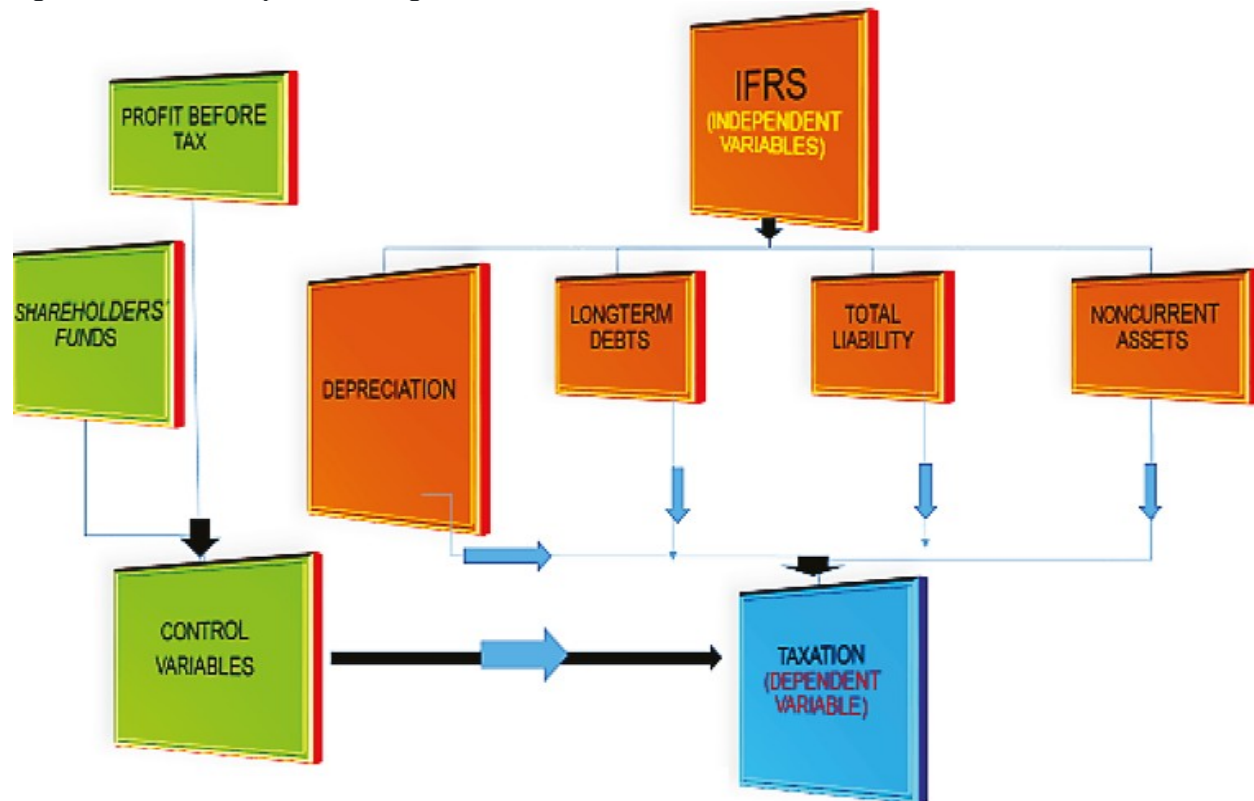 IFRS
(INDEPENDENT
VARIABLES)
PROFIT BEFORE
TAX
SHAREHOLDERS'
FUNDS
DEPRECIATION
LONGTERM
DEBTS
TOTAL
LIABILITY
NONCURRENT
ASSETS
CONTROL
VARIABLES
TAXATION
(DEPENDENT
VARIABLE)